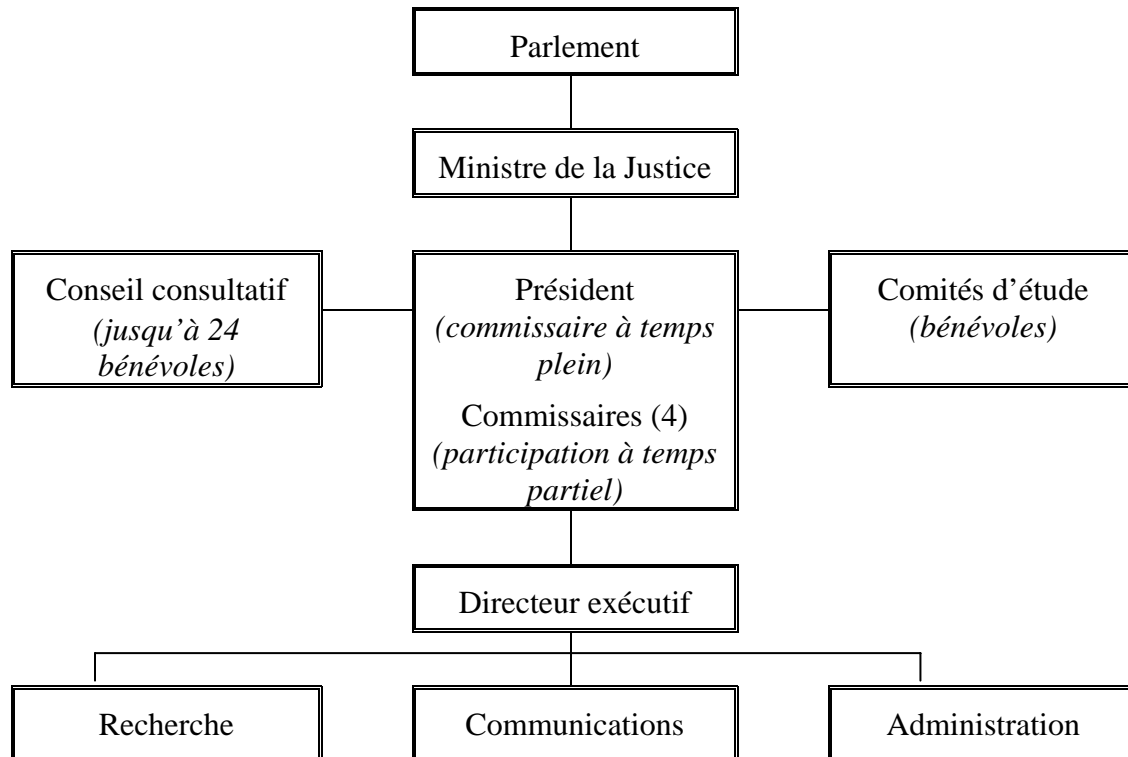 Parlement
Ministre de la Justice
Conseil consultatif
(jusqu'à 24
bénévoles)
Président
(commissaire à temps
plein)
Commissaires (4)
(participation à temps
partiel)
Comités d'étude
(bénévoles)
Directeur exécutif
Recherche
Communications
Administration